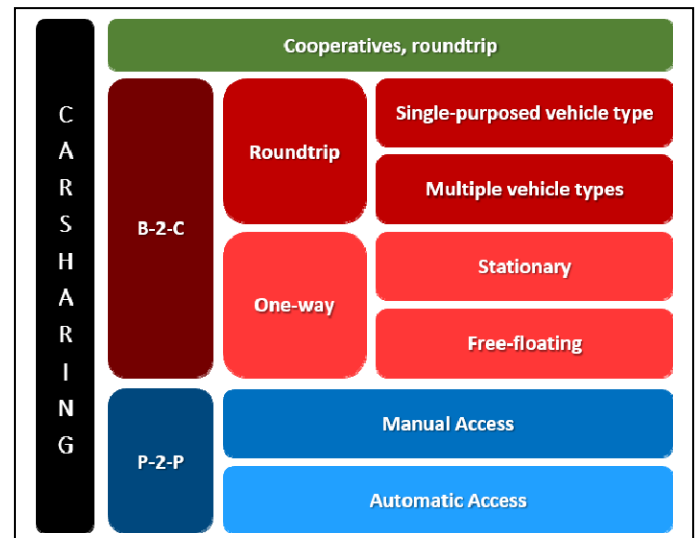 CARSHARING
Cooperatives, roundtrip
B-2-C
Roundtrip
Single-purposed vehicle type
Multiple vehicle types
One-way
Stationary
Free-floating
P-2-P
Manual Access
Automatic Access